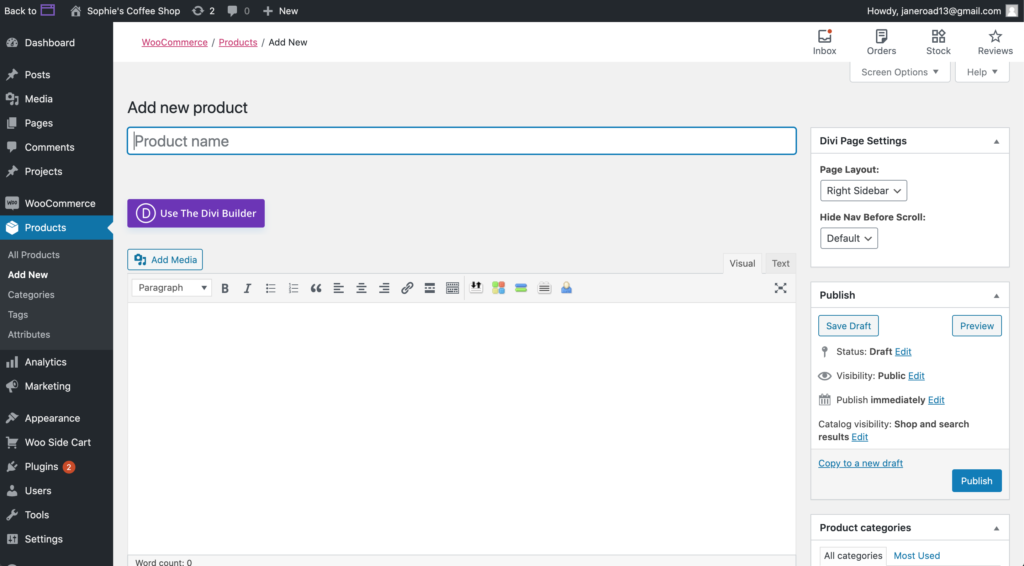 Back to
Sophie's Coffee Shop
2
0
New
Howdy, janeroad13@gmail.com
Dashboard
Posts
Media
Pages
Comments
Projects
WooCommerce
Products
All Products
Add New
Categories
Tags
Attributes
Analytics
Marketing
Appearance
Woo Side Cart
Plugins 2
Users
Tools
Settings
WooCommerce / Products / Add New
Inbox
Orders
Stock
Reviews
Screen Options ▼
Help ▼
Add new product
Product name
D Use The Divi Builder
Add Media
Visual
Text
Paragraph
B
I
Word count: 0
Divi Page Settings
Page Layout:
Right Sidebar
Hide Nav Before Scroll:
Default
Publish
Save Draft
Preview
Status: Draft Edit
Visibility: Public Edit
Publish immediately Edit
Catalog visibility: Shop and search
results Edit
Copy to a new draft
Publish
Product categories
All categories
Most Used